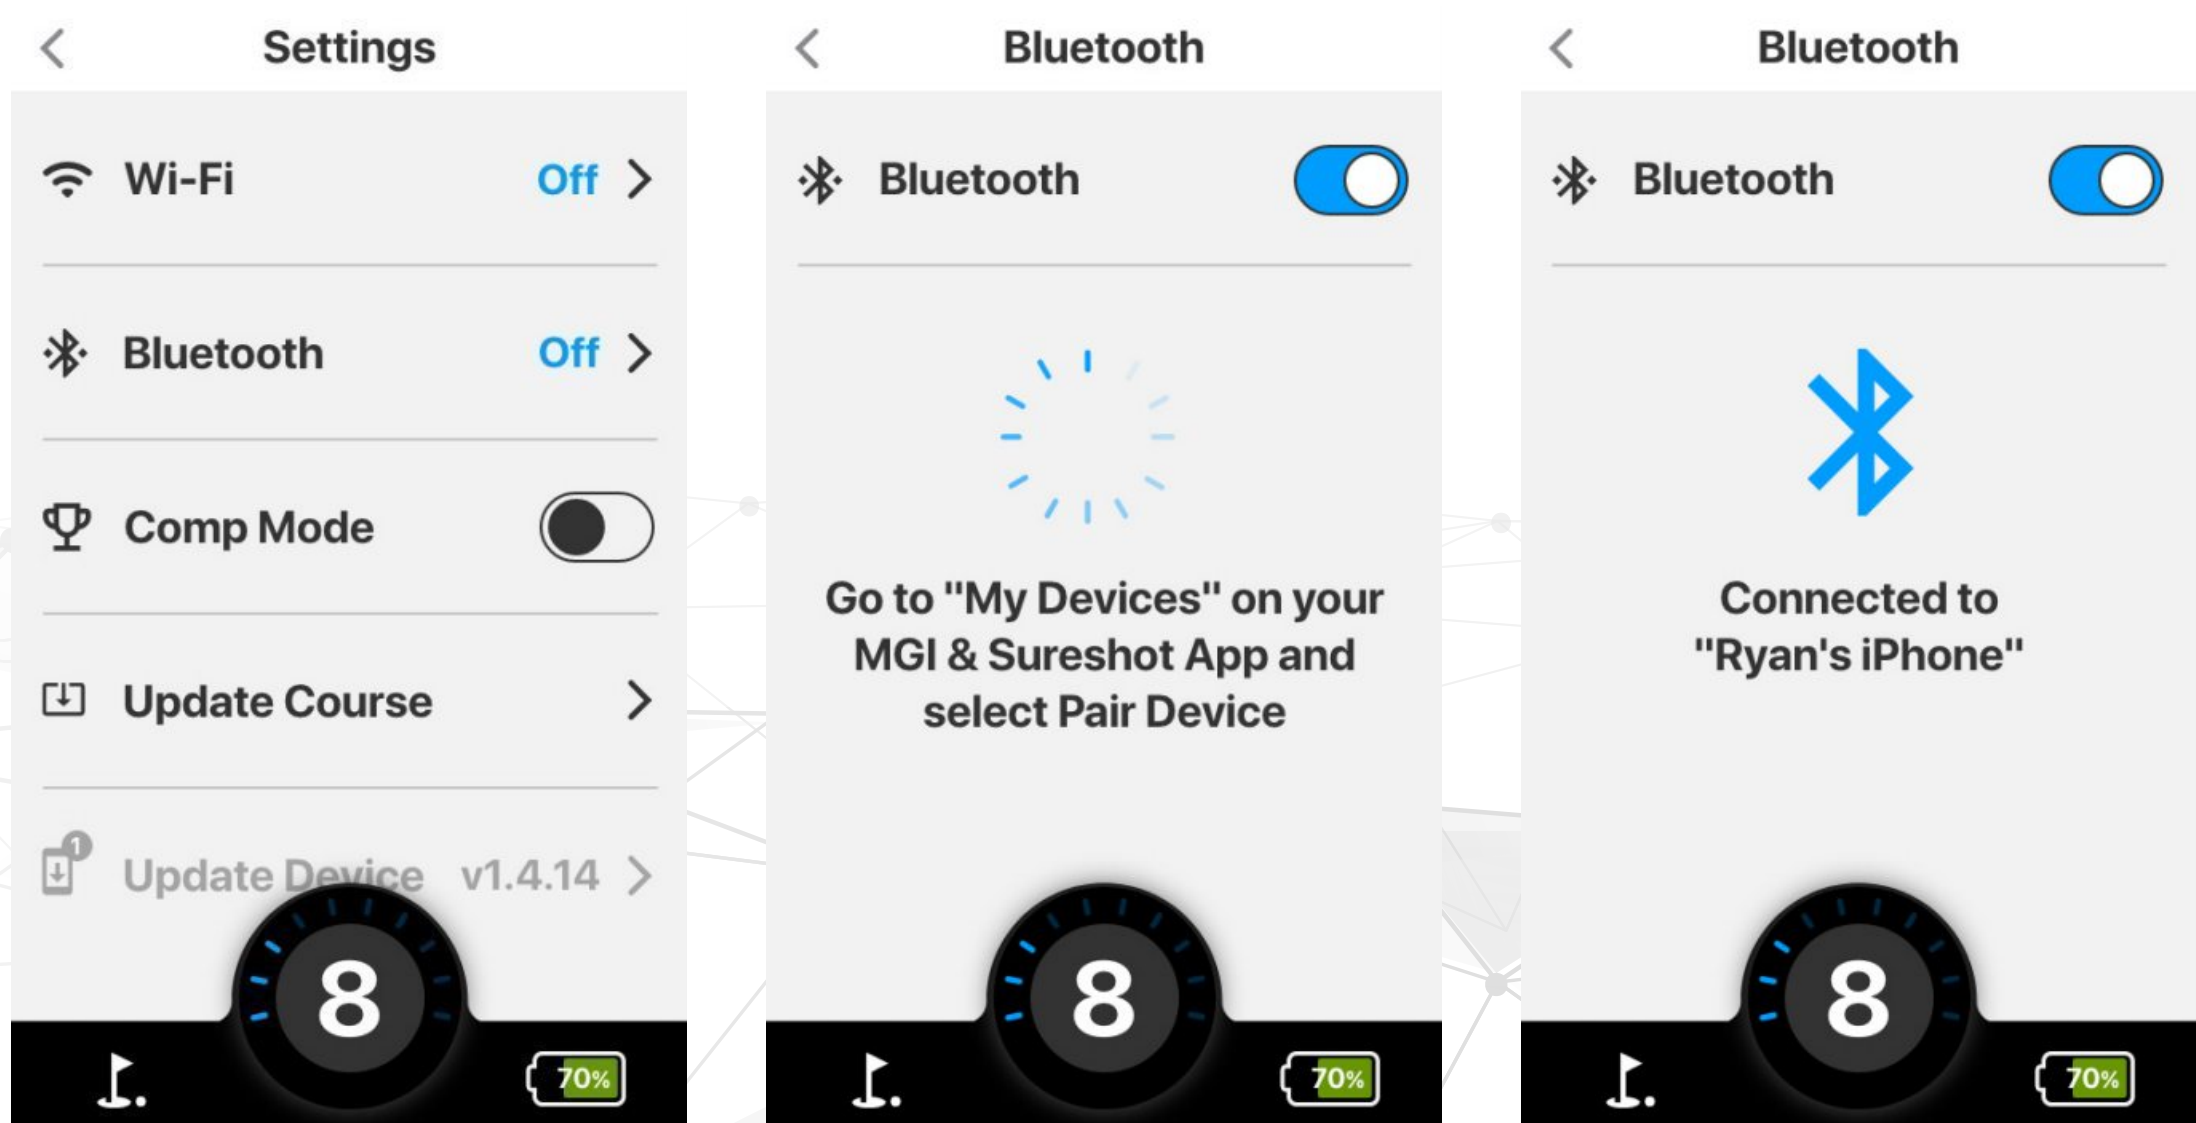 Settings
Wi-Fi Off
Bluetooth Off
Comp Mode
Update Course
1
Update Device v1.4.14
8
70%
Bluetooth
Bluetooth
Go to "My Devices" on your
MGI & Sureshot App and
select Pair Device
8
70%
Bluetooth
Bluetooth
Connected to
"Ryan's iPhone"
8
70%